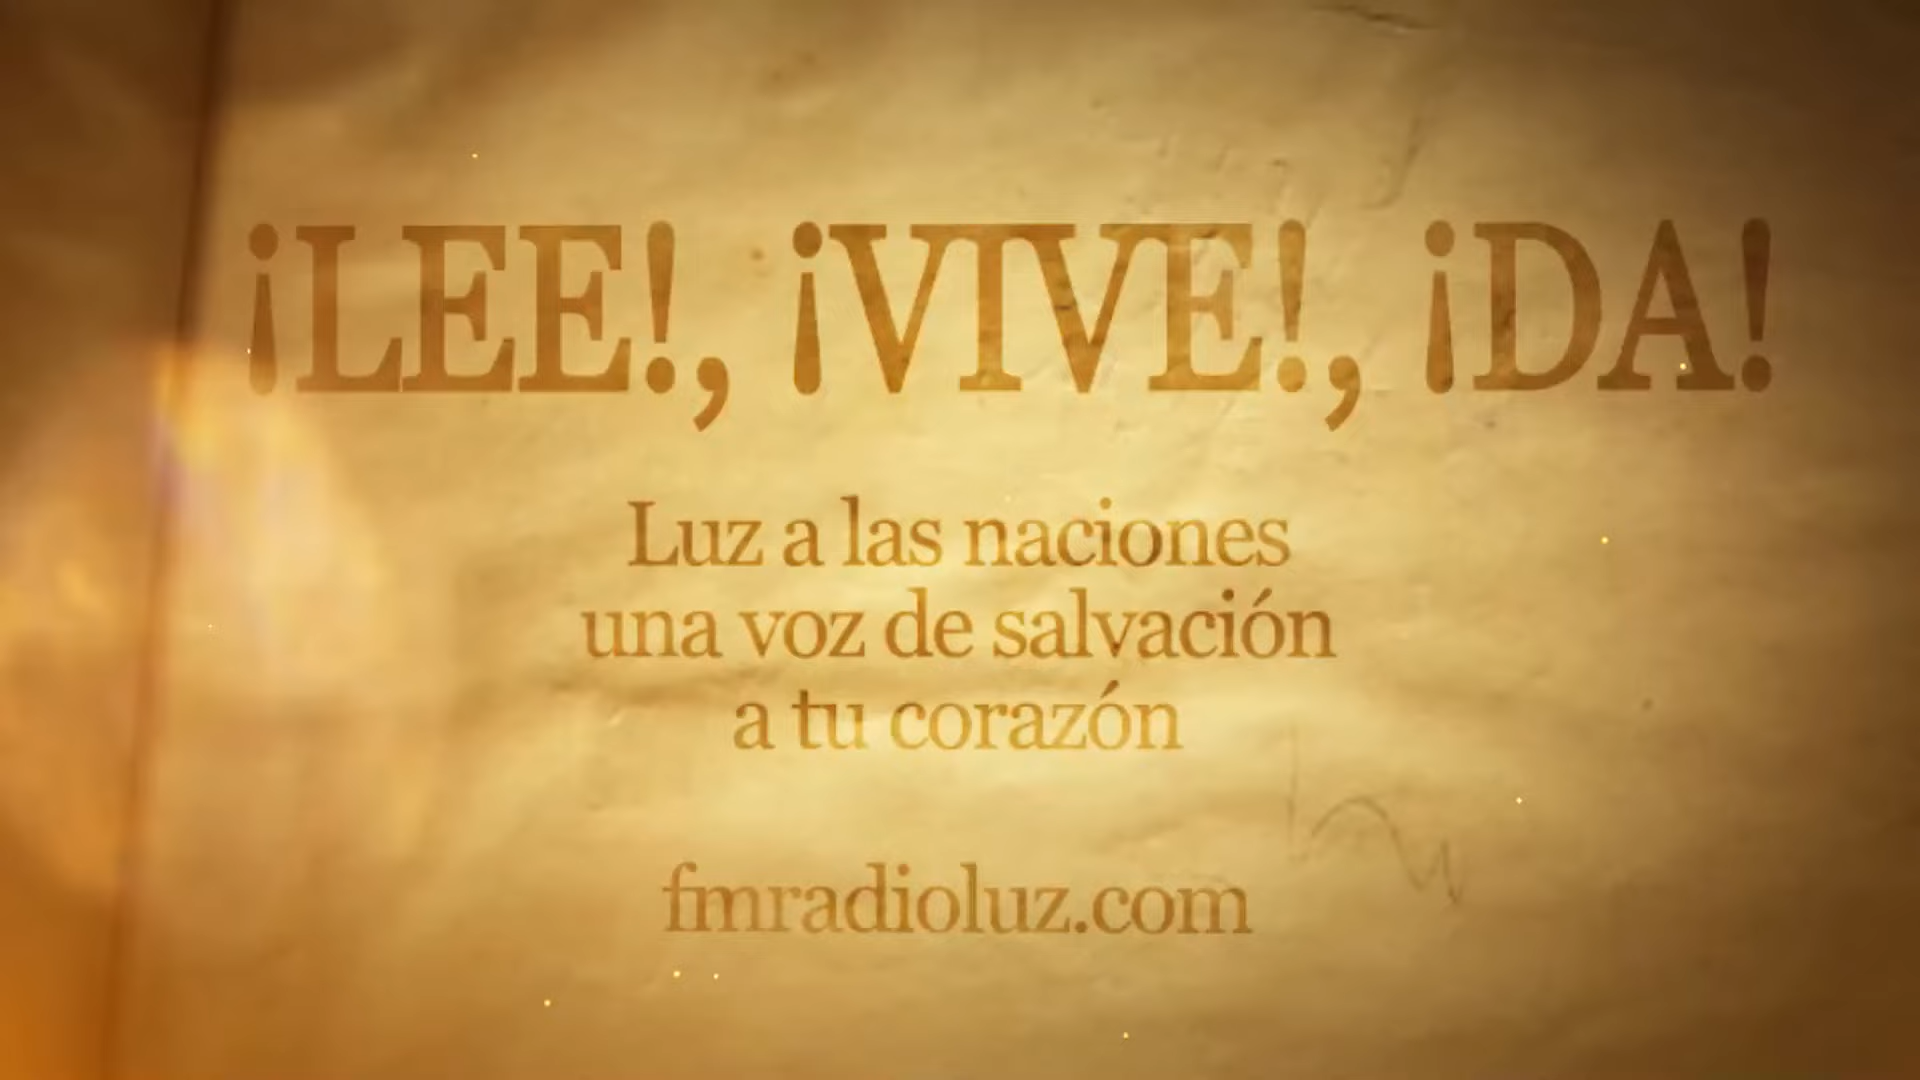 ¡LEE!, ¡VIVE!, ¡DA!
Luz a las naciones
una voz de salvación
a tu corazón
fmradioluz.com